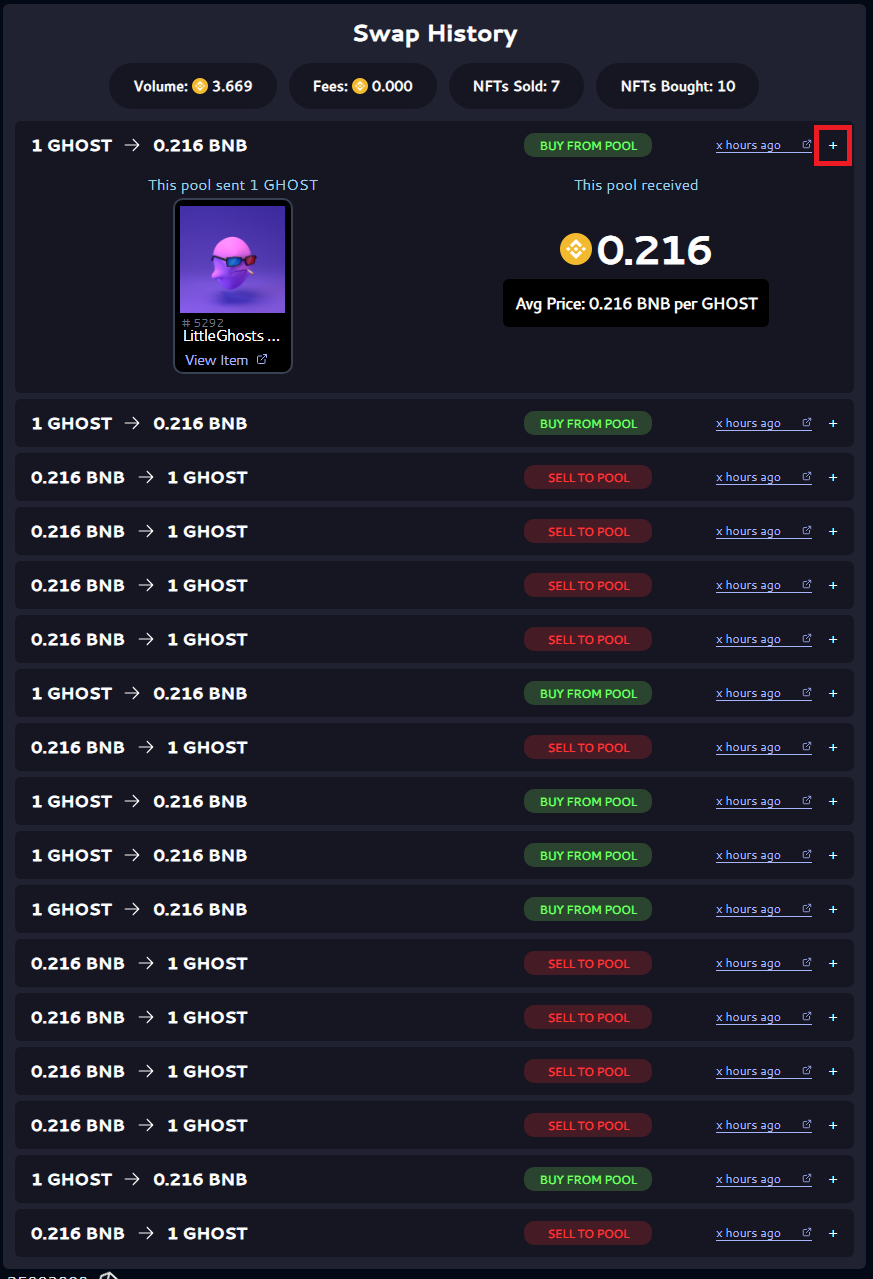 Swap History
Volume: 3.669 Fees: 0.000 NFTs Sold: 7 NFTs Bought: 10
1 GHOST → 0.216 BNB BUY FROM POOL x hours ago +
This pool sent 1 GHOST This pool received
0.216
Avg Price: 0.216 BNB per GHOST
# 5292
LittleGhosts ...
View Item
1 GHOST → 0.216 BNB BUY FROM POOL x hours ago +
0.216 BNB → 1 GHOST SELL TO POOL x hours ago +
0.216 BNB → 1 GHOST SELL TO POOL x hours ago +
0.216 BNB → 1 GHOST SELL TO POOL x hours ago +
0.216 BNB → 1 GHOST SELL TO POOL x hours ago +
1 GHOST → 0.216 BNB BUY FROM POOL x hours ago +
0.216 BNB → 1 GHOST SELL TO POOL x hours ago +
1 GHOST → 0.216 BNB BUY FROM POOL x hours ago +
1 GHOST → 0.216 BNB BUY FROM POOL x hours ago +
1 GHOST → 0.216 BNB BUY FROM POOL x hours ago +
0.216 BNB → 1 GHOST SELL TO POOL x hours ago +
0.216 BNB → 1 GHOST SELL TO POOL x hours ago +
0.216 BNB → 1 GHOST SELL TO POOL x hours ago +
0.216 BNB → 1 GHOST SELL TO POOL x hours ago +
1 GHOST → 0.216 BNB BUY FROM POOL x hours ago +
0.216 BNB → 1 GHOST SELL TO POOL x hours ago +